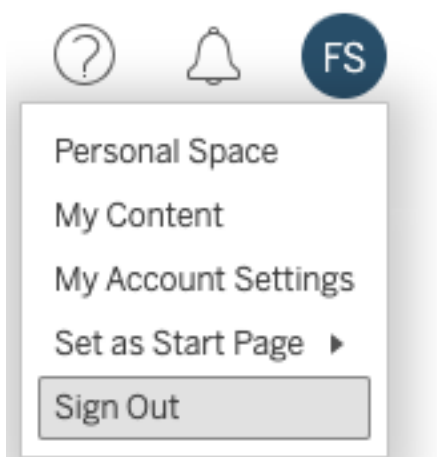 FS
Personal Space
My Content
My Account Settings
Set as Start Page
Sign Out